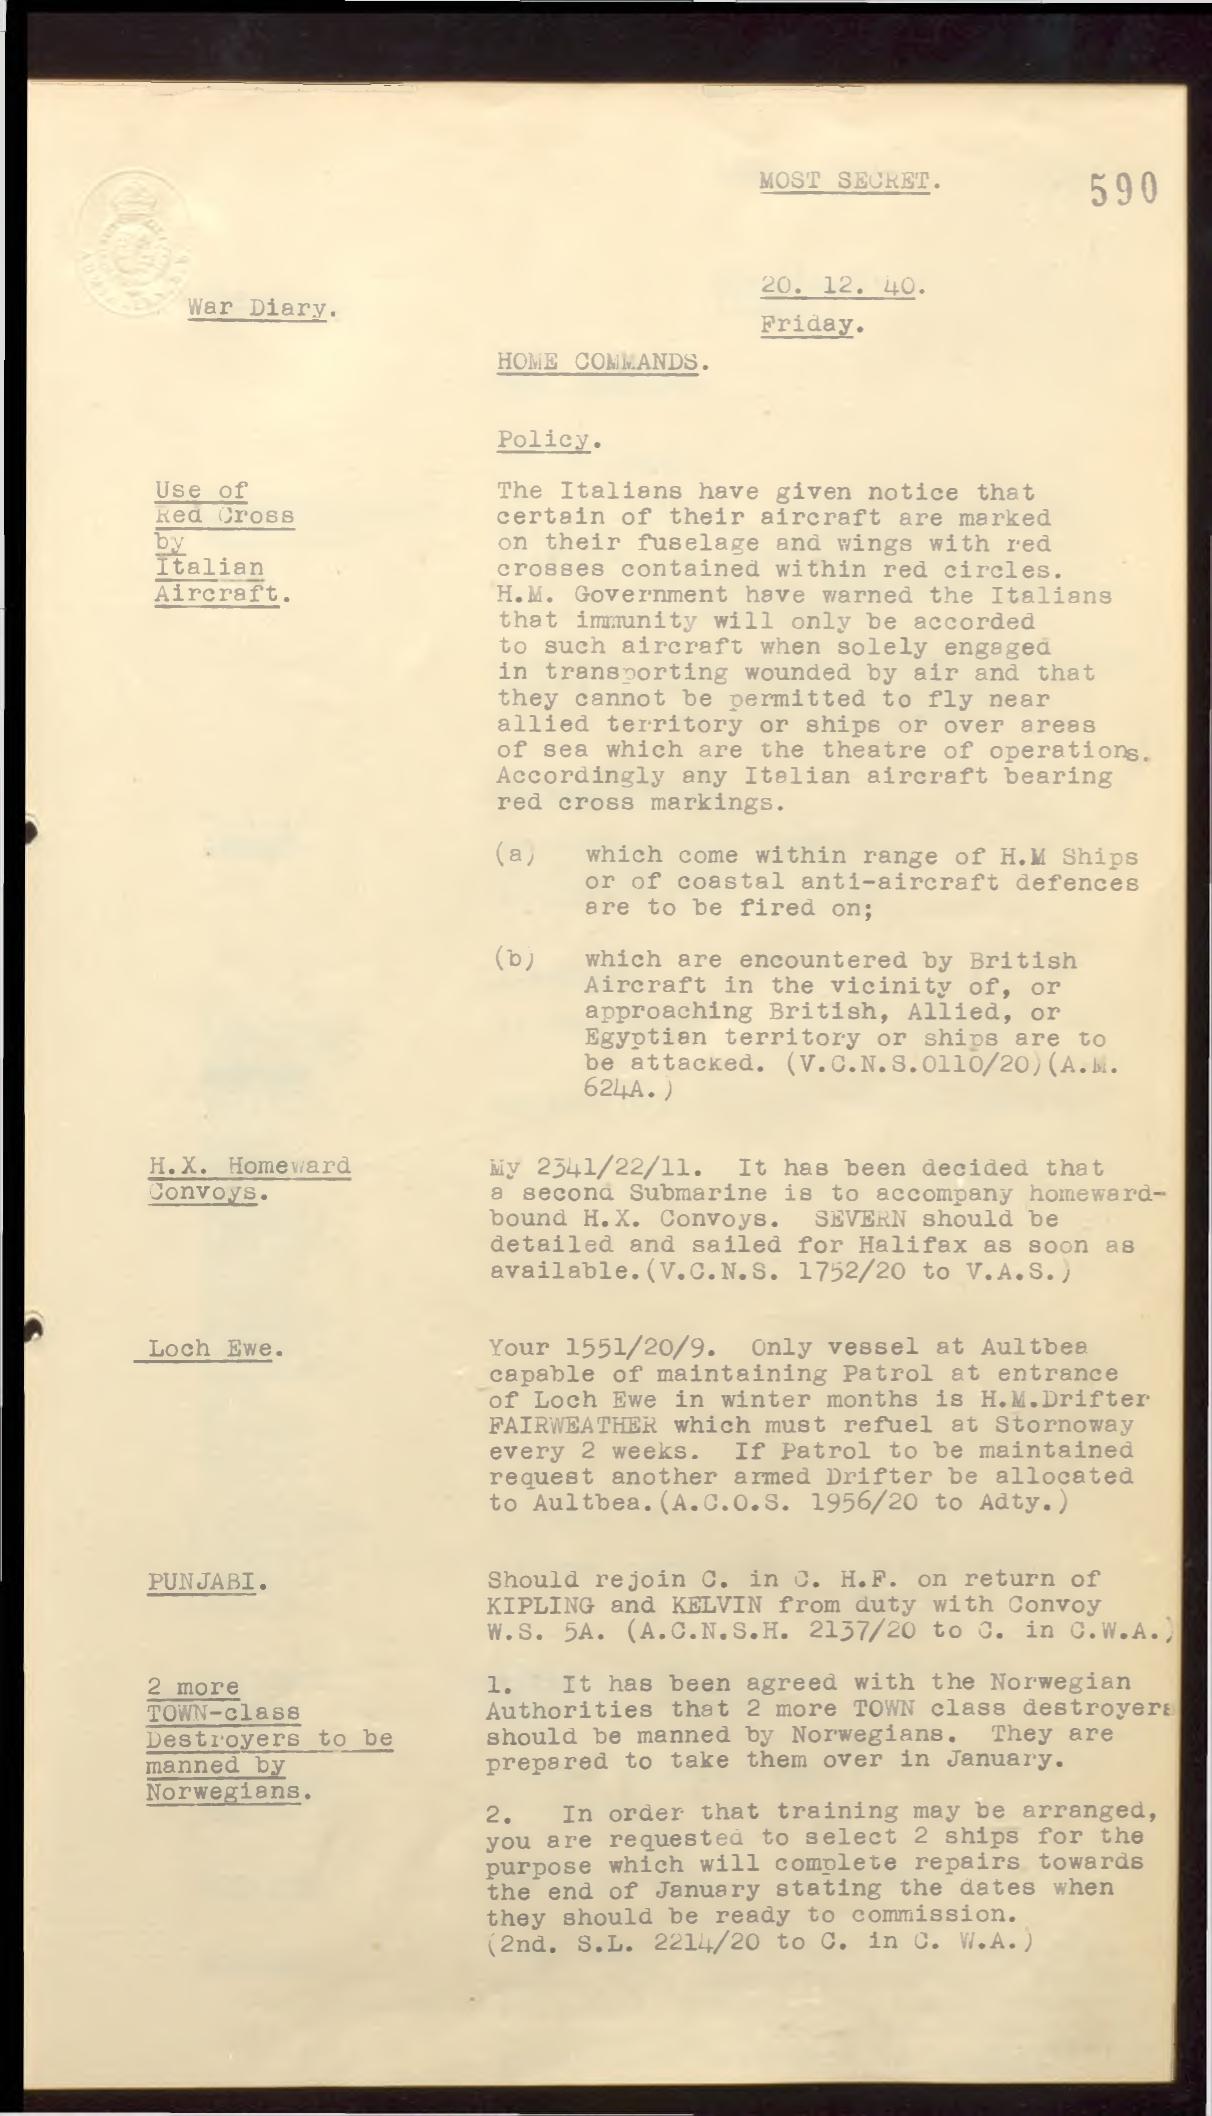 MOST SECRET.
590
20. 12. 40.
War Diary.
Friday.
HOME COMMANDS.
Policy.
Use of
Red Cross
by
Italian
Aircraft.
The Italians have given notice that
certain of their aircraft are marked
on their fuselage and wings with red
crosses contained within red circles.
H.M. Government have warned the Italians
that immunity will only be accorded
to such aircraft when solely engaged
in transporting wounded by air and that
they cannot be permitted to fly near
allied territory or ships or over areas
of sea which are the theatre of operations.
Accordingly any Italian aircraft bearing
red cross markings.
(a) which come within range of H.M Ships
or of coastal anti-aircraft defences
are to be fired on;
(b) which are encountered by British
Aircraft in the vicinity of, or
approaching British, Allied, or
Egyptian territory or ships are to
be attacked. (V.C.N.S.0110/20)(A.M.
624A.)
H.X. Homeward
Convoys.
My 2341/22/11. It has been decided that
a second Submarine is to accompany homeward-
bound H.X. Convoys. SEVERN should be
detailed and sailed for Halifax as soon as
available.(V.C.N.S. 1752/20 to V.A.S.)
Loch Ewe.
Your 1551/20/9. Only vessel at Aultbea
capable of maintaining Patrol at entrance
of Loch Ewe in winter months is H.M.Drifter
FAIRWEATHER which must refuel at Stornoway
every 2 weeks. If Patrol to be maintained
request another armed Drifter be allocated
to Aultbea.(A.C.O.S. 1956/20 to Adty.)
PUNJABI.
Should rejoin C. in C. H.F. on return of
KIPLING and KELVIN from duty with Convoy
W.S. 5A. (A.C.N.S.H. 2137/20 to C. in C.W.A.)
2 more
TOWN-class
Destroyers to be
manned by
Norwegians.
1. It has been agreed with the Norwegian
Authorities that 2 more TOWN class destroyers
should be manned by Norwegians. They are
prepared to take them over in January.
2. In order that training may be arranged,
you are requested to select 2 ships for the
purpose which will complete repairs towards
the end of January stating the dates when
they should be ready to commission.
(2nd. S.L. 2214/20 to C. in C. W.A.)